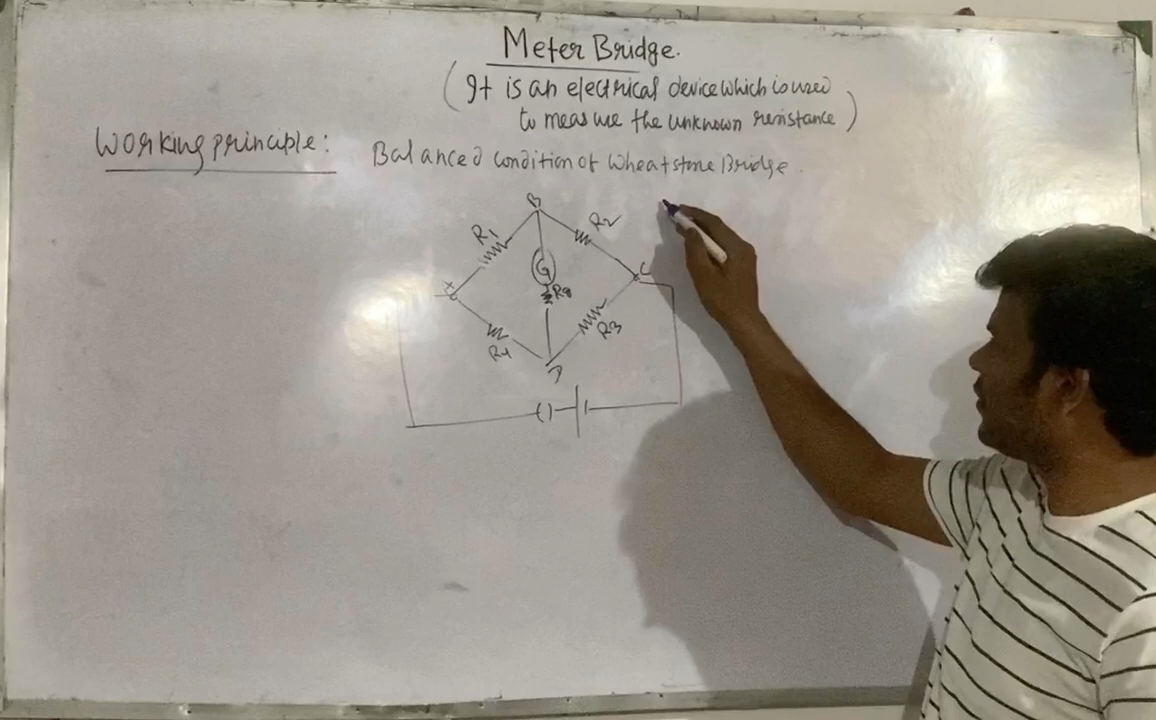 Meter Bridge.
(It is an electrical device which is used
to measure the unknown resistance)
Working principle: Balanced condition of Wheatstone Bridge.
B
R1 R2
G
A C
Rg
R4 R3
D